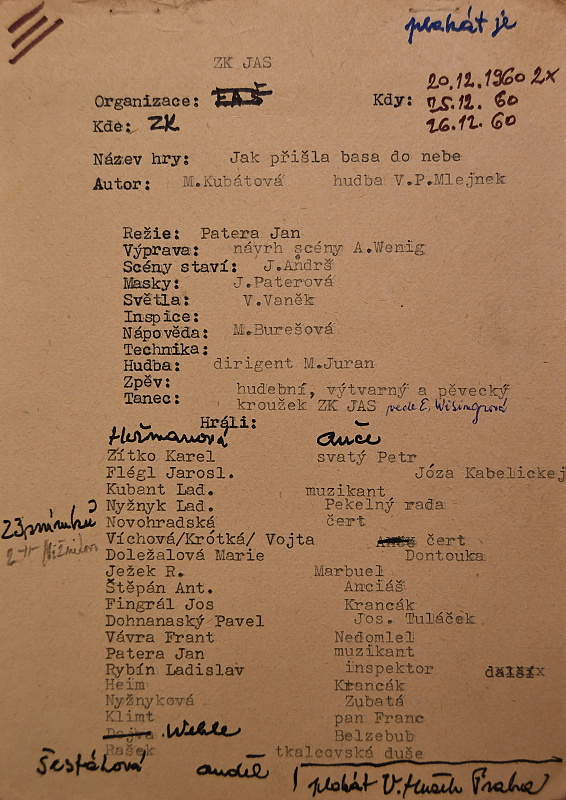 plakát je
ZK JAS
20.12.1960 2x
Organizace: EAŠ Kdy: 25.12. 60
Kde: ZK 26.12. 60
Název hry: Jak přišla basa do nebe
Autor: M.Kubátová hudba V.P.Mlejnek
Režie: Patera Jan
Výprava: návrh scény A.Wenig
Scény staví: J.Andrš
Masky: J.Paterová
Světla: V.Vaněk
Inspice:
Nápověda: M.Burešová
Technika:
Hudba: dirigent M.Juran
Zpěv: hudební, výtvarný a pěvecký
Tanec: kroužek ZK JAS vede E. Wisingrová
Hráli:
Heřmanová Anče
Zítko Karel svatý Petr
Flégl Jarosl. Józa Kabelickej
Kubant Lad. muzikant
Nyžnyk Lad. Pekelný rada
Novohradská čert
Víchová/Krótká/ Vojta čert
Doležalová Marie Dontouka
Ježek R. Marbuel
Štěpán Ant. Anciáš
Fingrál Jos Krancák
Dohnanaský Pavel Jos. Tuláček
Vávra Frant Nedomlel
Patera Jan muzikant
Rybín Ladislav inspektor další
Heim Krancák
Nyžnyková Zubatá
Klimt pan Franc
Dejva Wehle Belzebub
Rašek tkalcovská duše
Šestáková anděl
plakát V. Praha